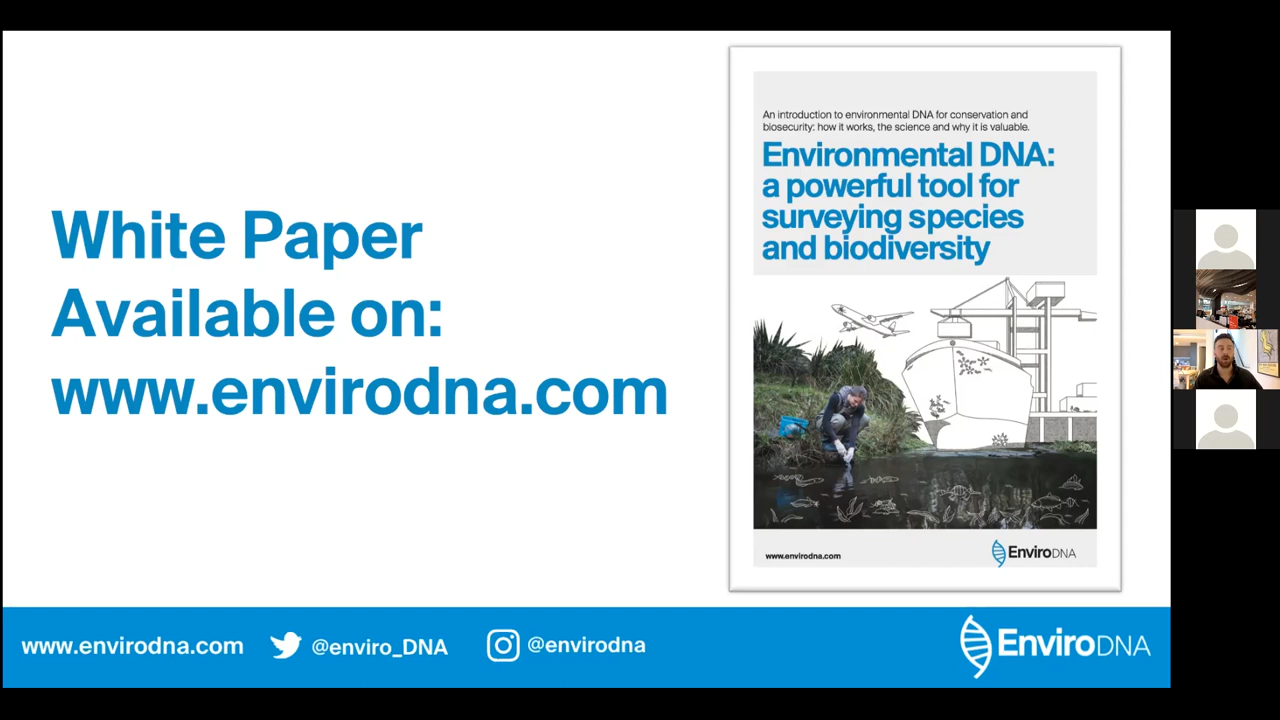 White Paper
Available on:
www.envirodna.com
An introduction to environmental DNA for conservation and
biosecurity: how it works, the science and why it is valuable.
Environmental DNA:
a powerful tool for
surveying species
and biodiversity
www.envirodna.com
EnviroDNA
www.envirodna.com
@enviro_DNA
@envirodna
EnviroDNA